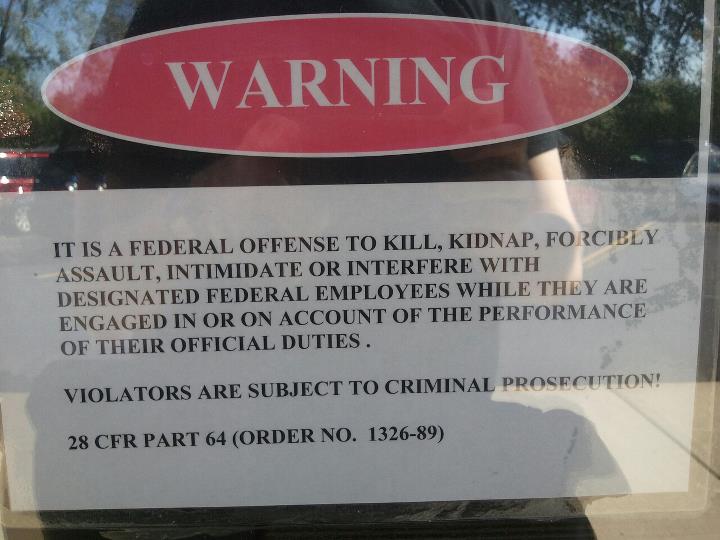 WARNING
IT IS A FEDERAL OFFENSE TO KILL, KIDNAP, FORCIBLY
ASSAULT, INTIMIDATE OR INTERFERE WITH
DESIGNATED FEDERAL EMPLOYEES WHILE THEY ARE
ENGAGED IN OR ON ACCOUNT OF THE PERFORMANCE
OF THEIR OFFICIAL DUTIES .
VIOLATORS ARE SUBJECT TO CRIMINAL PROSECUTION!
28 CFR PART 64 (ORDER NO. 1326-89)